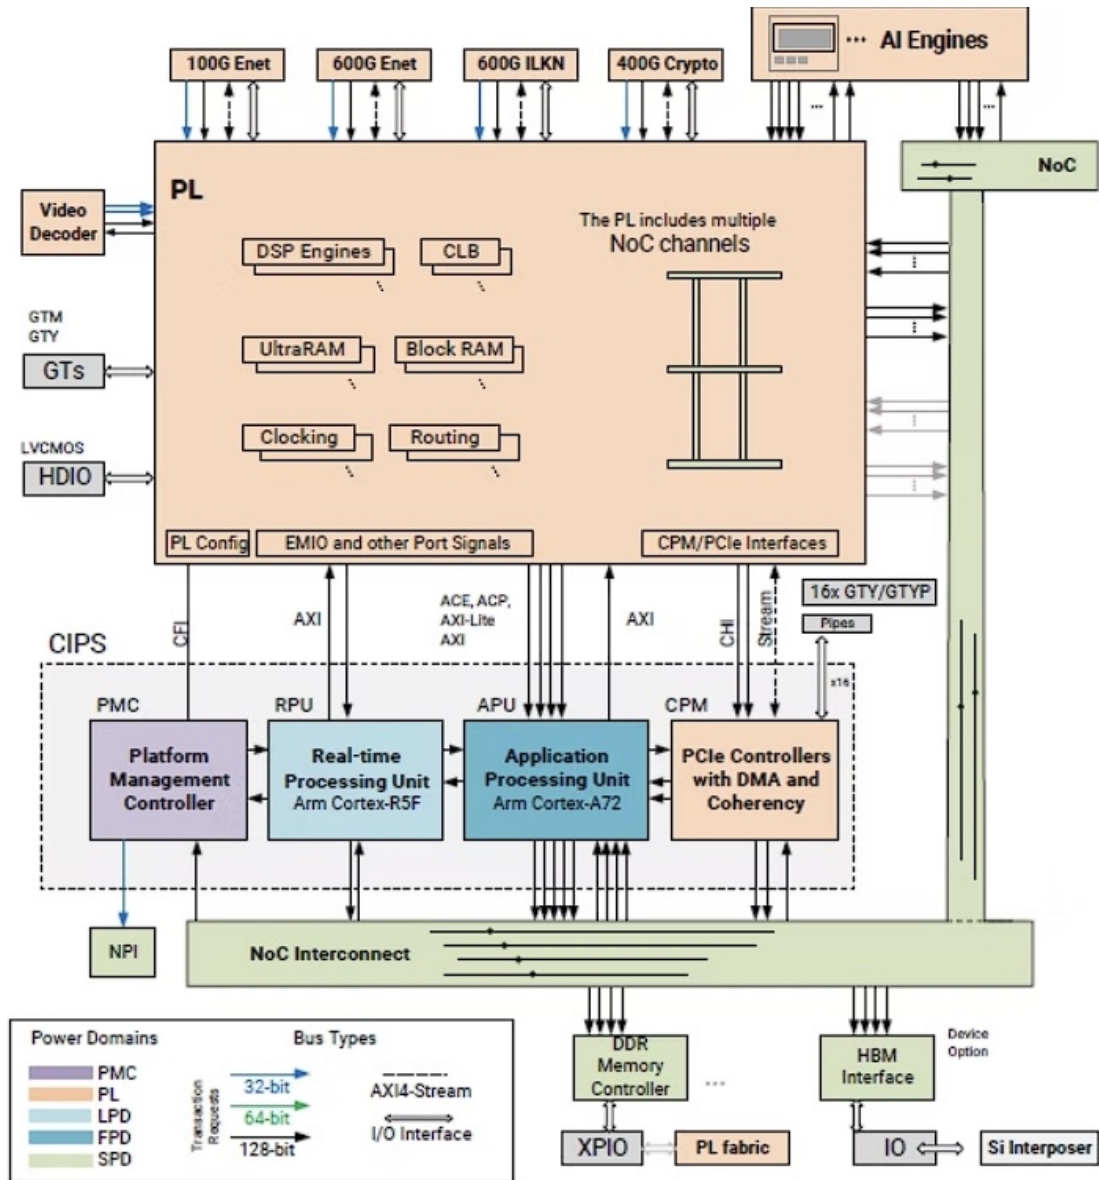 100G Enet
600G Enet
600G ILKN
400G Crypto
... AI Engines
...
...
NoC
Video
Decoder
PL
The PL includes multiple
NoC channels
DSP Engines
CLB
UltraRAM
Block RAM
Clocking
Routing
GTM
GTY
GTs
LVCMOS
HDIO
PL Config
EMIO and other Port Signals
CPM/PCIe Interfaces
CFI
AXI
ACE, ACP,
AXI-Lite
AXI
AXI
CHI
Stream
16x GTY/GTYP
Pipes
x16
CIPS
PMC
RPU
APU
CPM
Platform
Management
Controller
Real-time
Processing Unit
Arm Cortex-R5F
Application
Processing Unit
Arm Cortex-A72
PCIe Controllers
with DMA and
Coherency
NPI
NoC Interconnect
DDR
Memory
Controller
...
HBM
Interface
Device
Option
XPIO
PL fabric
IO
Si Interposer
Power Domains
PMC
PL
LPD
FPD
SPD
Bus Types
Transaction
Requests
32-bit
64-bit
128-bit
AXI4-Stream
I/O Interface